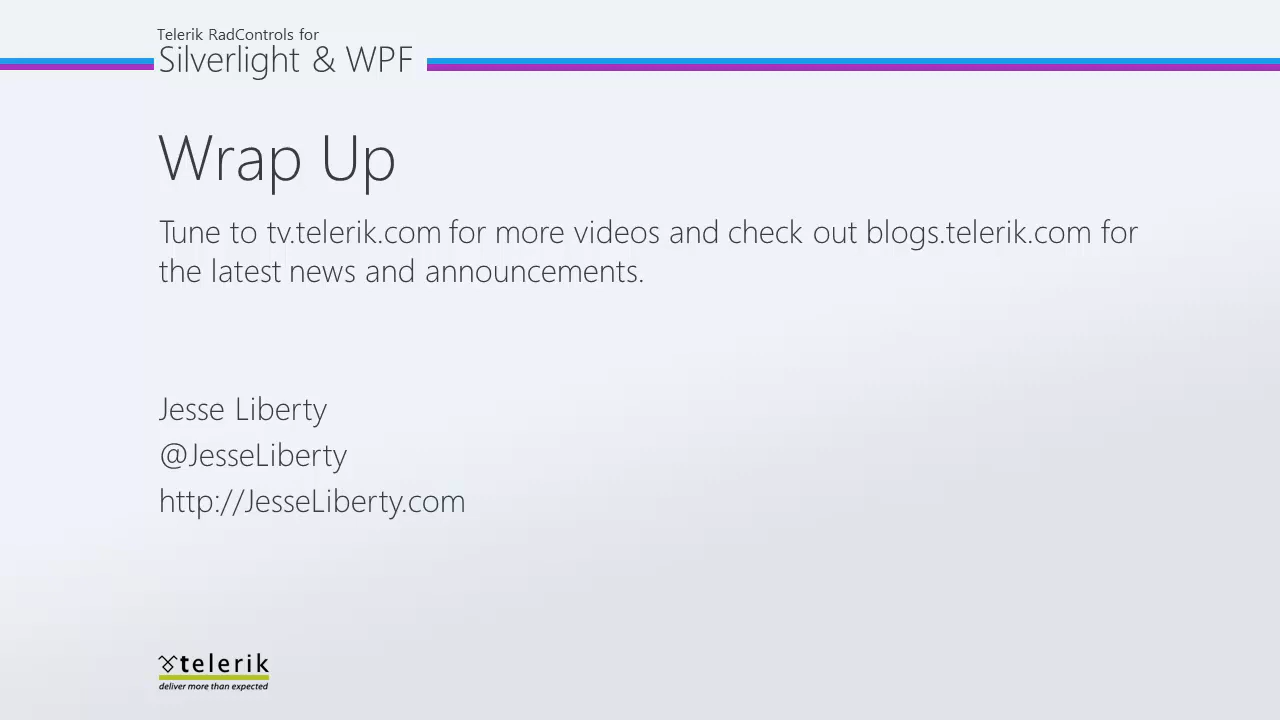 Telerik RadControls for
Silverlight & WPF
Wrap Up
Tune to tv.telerik.com for more videos and check out blogs.telerik.com for
the latest news and announcements.
Jesse Liberty
@JesseLiberty
http://JesseLiberty.com
telerik
deliver more than expected